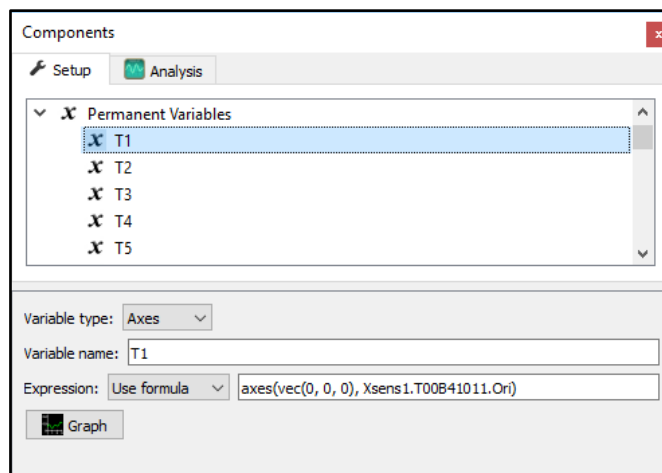 Components
Setup Analysis
Permanent Variables
T1
T2
T3
T4
T5
Variable type: Axes
Variable name: T1
Expression: Use formula axes(vec(0, 0, 0), Xsens1.T00B41011.Ori)
Graph